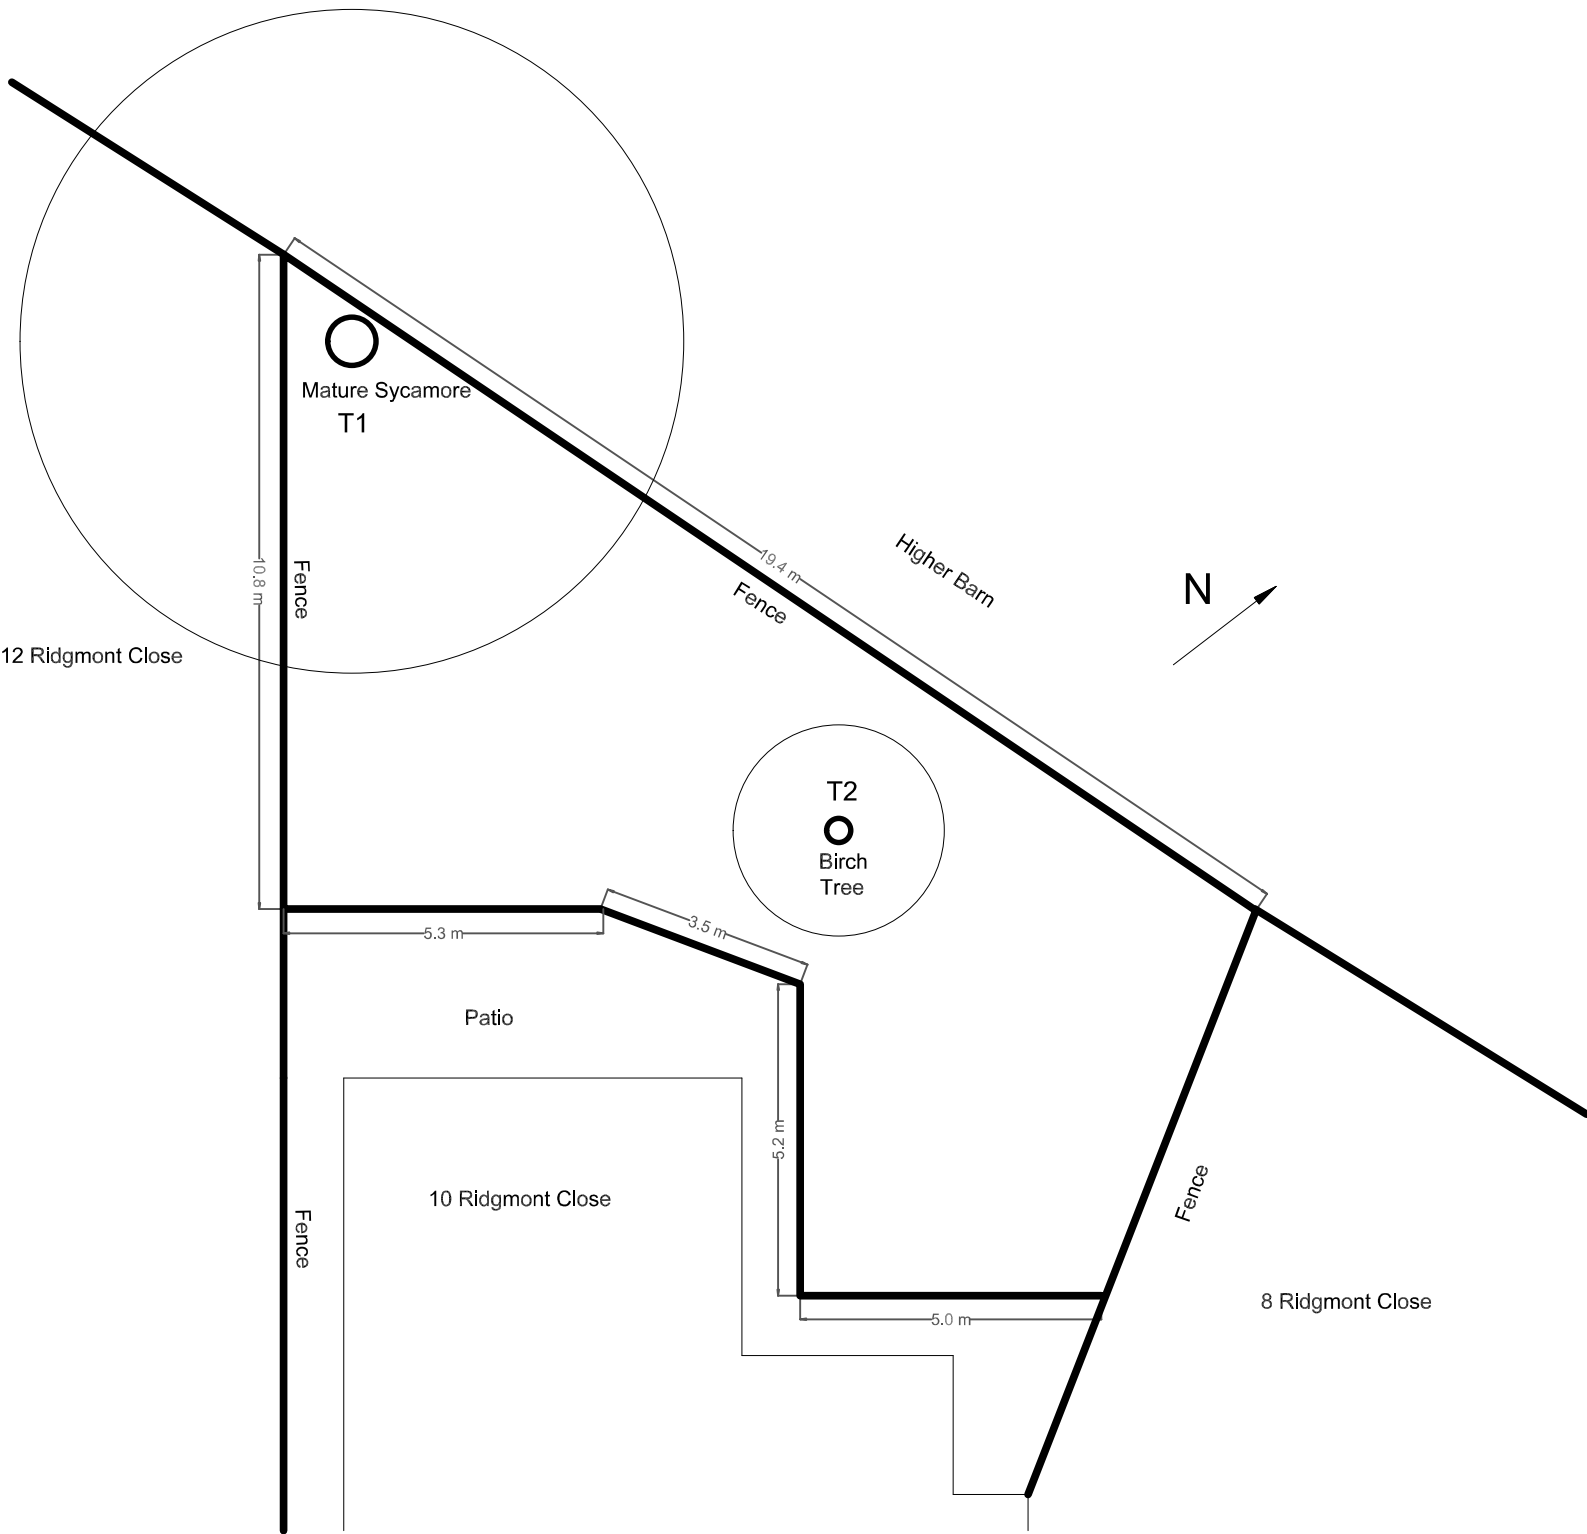 Mature Sycamore
T1
Higher Barn
19.4 m
N
Fence
10.8 m
Fence
12 Ridgmont Close
T2
Birch
Tree
3.5 m
5.3 m
Patio
5.2 m
Fence
10 Ridgmont Close
Fence
8 Ridgmont Close
5.0 m